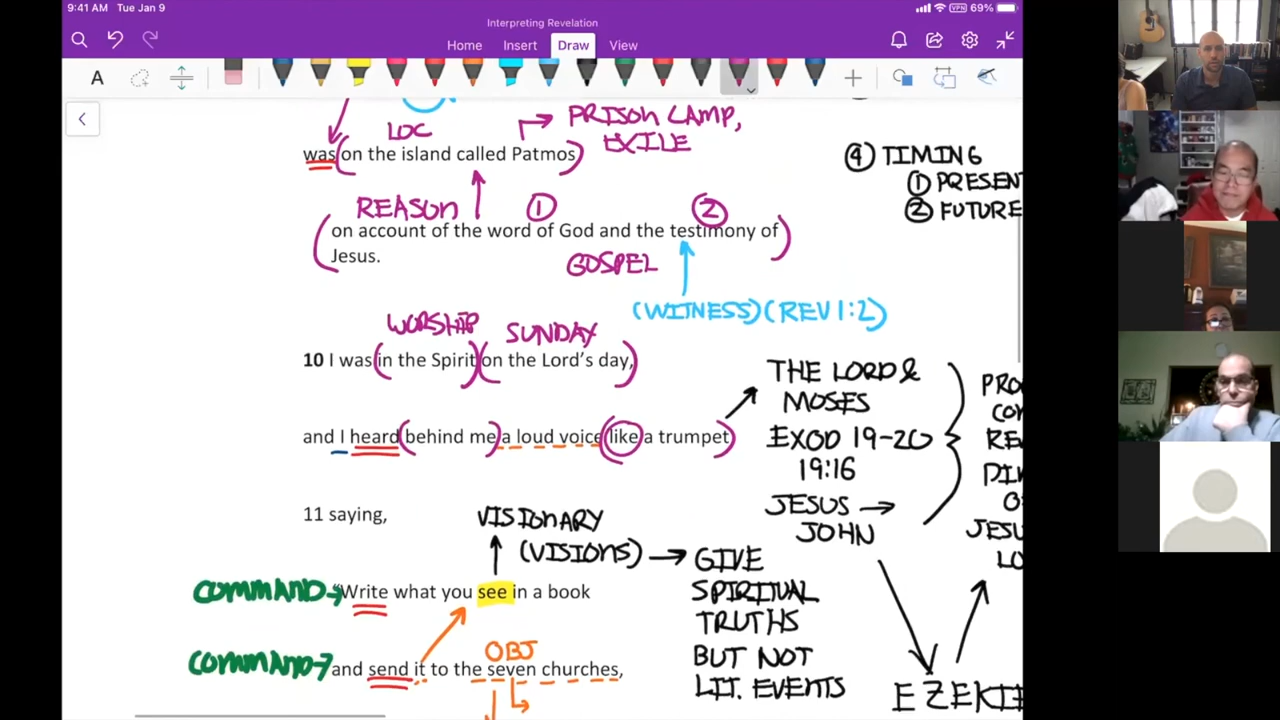 9:41 AM Tue Jan 9
VPN 69%
Interpreting Revelation
Home Insert Draw View
A
LOC
PRISON CAMP,
EXILE
was (on the island called Patmos)
④ TIMING
① PRESENT
② FUTURE
REASON ① ②
(on account of the word of God and the testimony of
Jesus.)
GOSPEL
(WITNESS) (REV 1:2)
WORSHIP SUNDAY
10 I was (in the Spirit) (on the Lord's day,)
THE LORD &
MOSES
and I heard (behind me) a loud voice (like a trumpet)
EXOD 19-20
19:16
JESUS →
JOHN
11 saying,
VISIONARY
(VISIONS) → GIVE
SPIRITUAL
TRUTHS
BUT NOT
LIT. EVENTS
COMMAND → "Write what you see in a book
OBJ
COMMAND → and send it to the seven churches,